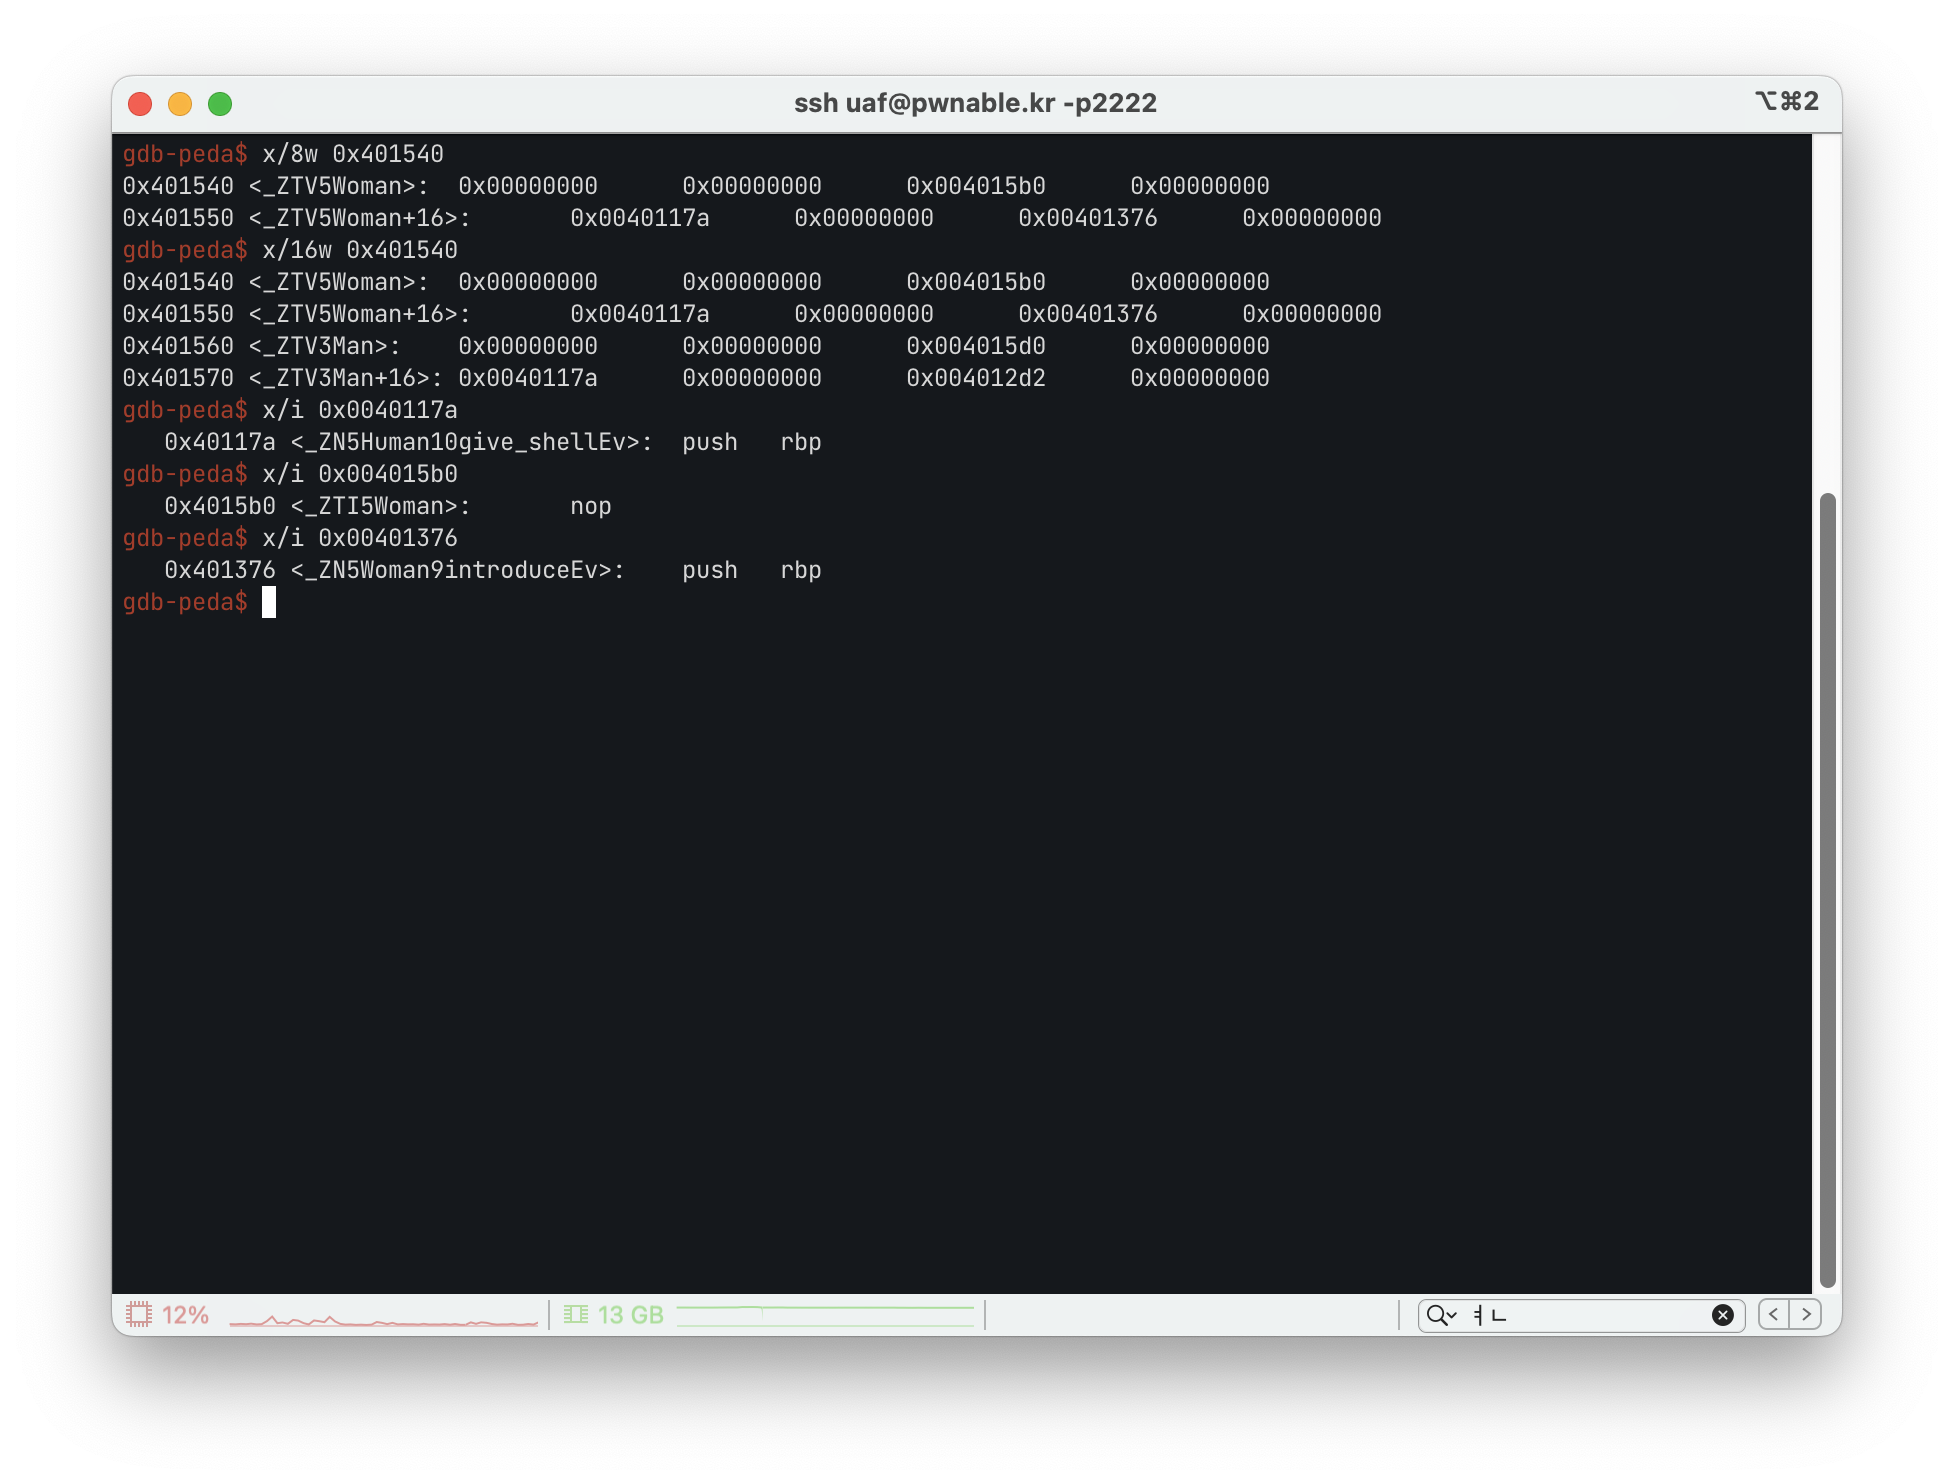 ssh uaf@pwnable.kr -p2222
⌥⌘2
gdb-peda$ x/8w 0x401540
0x401540 <_ZTV5Woman>:  0x00000000      0x00000000      0x004015b0      0x00000000
0x401550 <_ZTV5Woman+16>:       0x0040117a      0x00000000      0x00401376      0x00000000
gdb-peda$ x/16w 0x401540
0x401540 <_ZTV5Woman>:  0x00000000      0x00000000      0x004015b0      0x00000000
0x401550 <_ZTV5Woman+16>:       0x0040117a      0x00000000      0x00401376      0x00000000
0x401560 <_ZTV3Man>:    0x00000000      0x00000000      0x004015d0      0x00000000
0x401570 <_ZTV3Man+16>: 0x0040117a      0x00000000      0x004012d2      0x00000000
gdb-peda$ x/i 0x0040117a
   0x40117a <_ZN5Human10give_shellEv>:  push   rbp
gdb-peda$ x/i 0x004015b0
   0x4015b0 <_ZTI5Woman>:       nop
gdb-peda$ x/i 0x00401376
   0x401376 <_ZN5Woman9introduceEv>:    push   rbp
gdb-peda$
12%
13 GB
ㅕㄴ